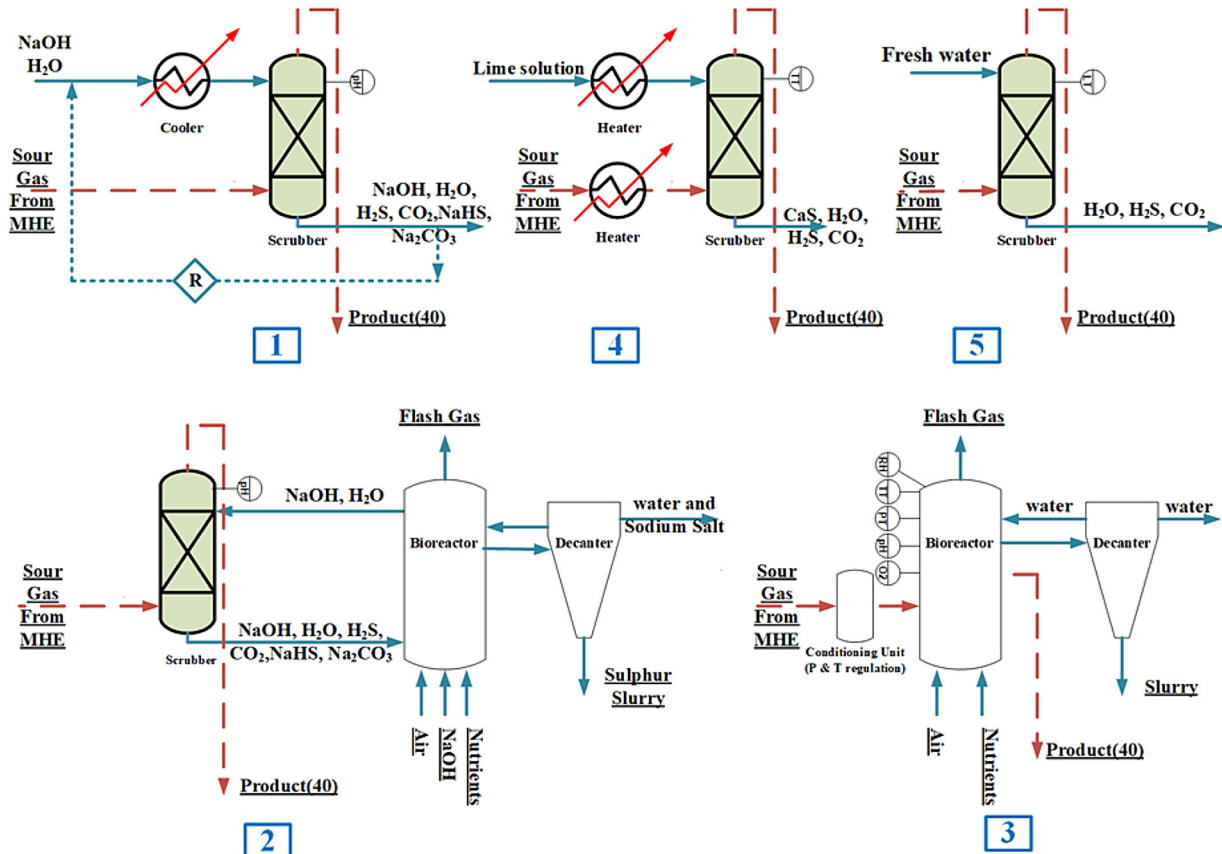 NaOH
H₂O
Cooler
pH
Sour
Gas
From
MHE
NaOH, H₂O,
H₂S, CO₂,NaHS,
Na₂CO₃
Scrubber
R
Product(40)
1
Lime solution
Heater
TT
Sour
Gas
From
MHE
Heater
Scrubber
CaS, H₂O,
H₂S, CO₂
Product(40)
4
Fresh water
TT
Sour
Gas
From
MHE
H₂O, H₂S, CO₂
Scrubber
Product(40)
5
Flash Gas
pH
NaOH, H₂O
Bioreactor
Decanter
water and
Sodium Salt
Sour
Gas
From
MHE
Scrubber
NaOH, H₂O, H₂S,
CO₂,NaHS, Na₂CO₃
Sulphur
Slurry
Air
NaOH
Nutrients
Product(40)
2
Flash Gas
RH
TT
PT
pH
O2
Bioreactor
water
Decanter
water
Sour
Gas
From
MHE
Conditioning Unit
(P & T regulation)
Slurry
Air
Nutrients
Product(40)
3